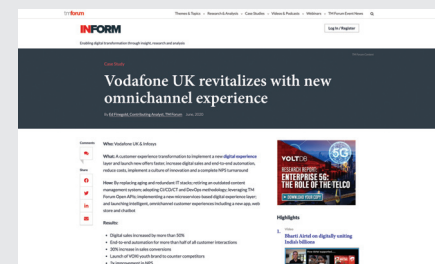 tmforum
Themes & Topics
Research & Analysis
Case Studies
Videos & Podcasts
Webinars
TM Forum Event News
INFORM
Log In / Register
Enabling digital transformation through insight, research and analysis
Case Study
Vodafone UK revitalizes with new
omnichannel experience
By Ed Finegold, Contributing Analyst, TM Forum
June, 2020
Comments
Share
Who: Vodafone UK & Infosys
What: A customer experience transformation to implement a new digital experience
layer and launch new offers faster, increase digital sales and end-to-end automation,
reduce costs, implement a culture of innovation and a complete NPS turnaround
How: By replacing aging and redundant IT stacks; retiring an outdated content
management system; adopting CI/CD/CT and DevOps methodology; leveraging TM
Forum Open APIs; implementing a new microservices-based digital experience layer;
and launching intelligent, omnichannel customer experiences including a new app, web
store and chatbot
Results:
• Digital sales increased by more than 30%
• End-to-end automation for more than half of all customer interactions
• 20% increase in sales conversions
• Launch of VOXI youth brand to counter competitors
VOLTDB
5G
RESEARCH REPORT:
ENTERPRISE 5G:
THE ROLE OF THE TELCO
DOWNLOAD COPY
Highlights
1.
Bharti Airtel on digitally uniting
India's billions